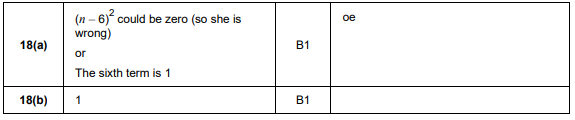 (n – 6)² could be zero (so she is
wrong)
or
The sixth term is 1
18(a)
B1
oe
18(b)
1
B1